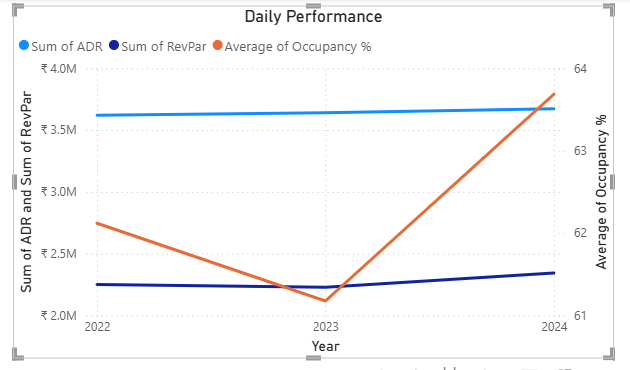 Daily Performance
Sum of ADR Sum of RevPar Average of Occupancy %
Sum of ADR and Sum of RevPar
₹ 4.0M
₹ 3.5M
₹ 3.0M
₹ 2.5M
₹ 2.0M
64
63
62
61
Average of Occupancy %
2022 2023 2024
Year